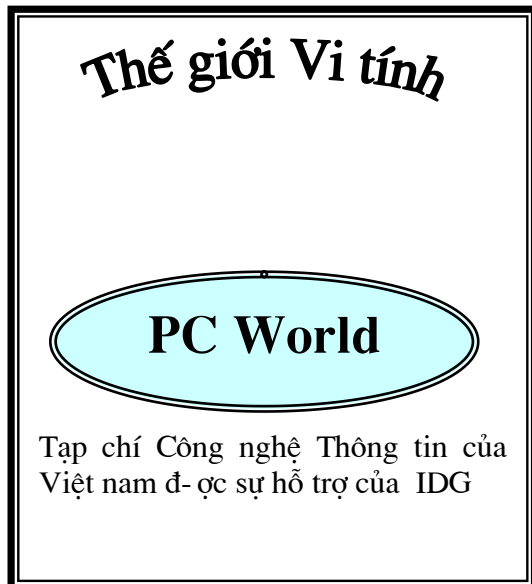 Thế giới Vi tính
PC World
Tạp chí Công nghệ Thông tin của
Việt nam đ- ợc sự hỗ trợ của IDG